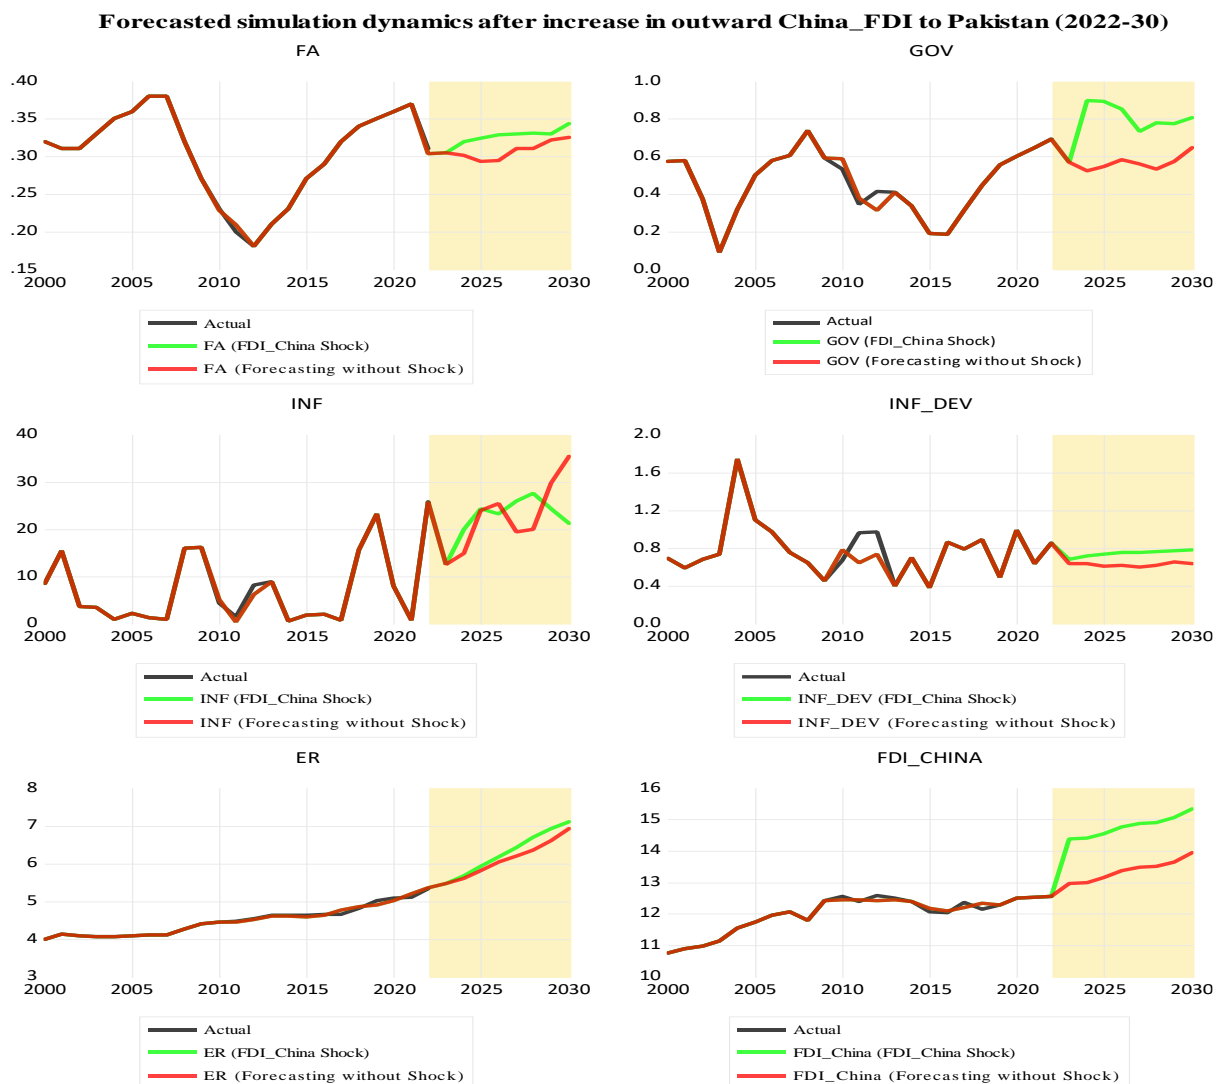 Forecasted simulation dynamics after increase in outward China_FDI to Pakistan (2022-30)
FA
.40
.35
.30
.25
.20
.15
2000 2005 2010 2015 2020 2025 2030
Actual
FA (FDI_China Shock)
FA (Forecasting without Shock)
GOV
1.0
0.8
0.6
0.4
0.2
0.0
2000 2005 2010 2015 2020 2025 2030
Actual
GOV (FDI_China Shock)
GOV (Forecasting without Shock)
INF
40
30
20
10
0
2000 2005 2010 2015 2020 2025 2030
Actual
INF (FDI_China Shock)
INF (Forecasting without Shock)
INF_DEV
2.0
1.6
1.2
0.8
0.4
0.0
2000 2005 2010 2015 2020 2025 2030
Actual
INF_DEV (FDI_China Shock)
INF_DEV (Forecasting without Shock)
ER
8
7
6
5
4
3
2000 2005 2010 2015 2020 2025 2030
Actual
ER (FDI_China Shock)
ER (Forecasting without Shock)
FDI_CHINA
16
15
14
13
12
11
10
2000 2005 2010 2015 2020 2025 2030
Actual
FDI_China (FDI_China Shock)
FDI_China (Forecasting without Shock)